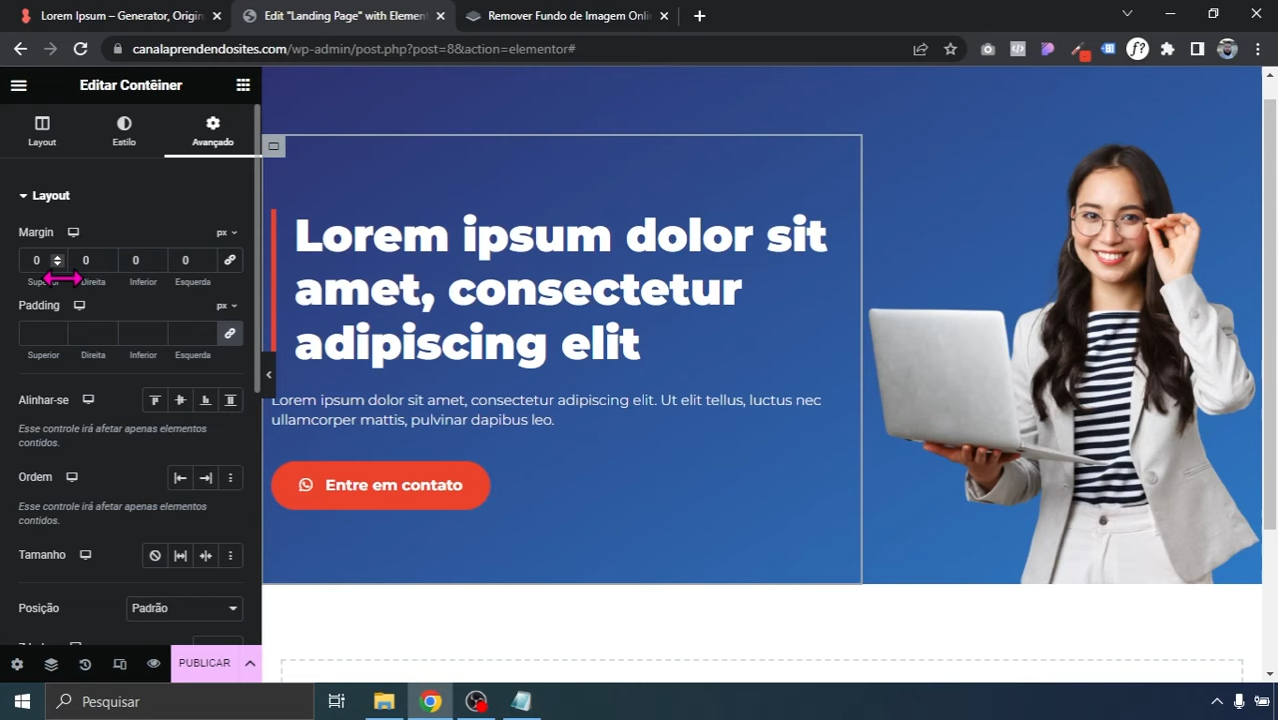 Lorem Ipsum – Generator, Origin
Edit "Landing Page" with Element
Remover Fundo de Imagem Onli
canalaprendendosites.com/wp-admin/post.php?post=8&action=elementor#
f?
Editar Contêiner
Layout
Estilo
Avançado
Layout
Margin
px
0
0
0
0
Direita
Inferior
Esquerda
Padding
px
Superior
Direita
Inferior
Esquerda
Alinhar-se
Esse controle irá afetar apenas elementos
contidos.
Ordem
Esse controle irá afetar apenas elementos
contidos.
Tamanho
Posição
Padrão
PUBLICAR
Lorem ipsum dolor sit
amet, consectetur
adipiscing elit
Lorem ipsum dolor sit amet, consectetur adipiscing elit. Ut elit tellus, luctus nec
ullamcorper mattis, pulvinar dapibus leo.
Entre em contato
Pesquisar